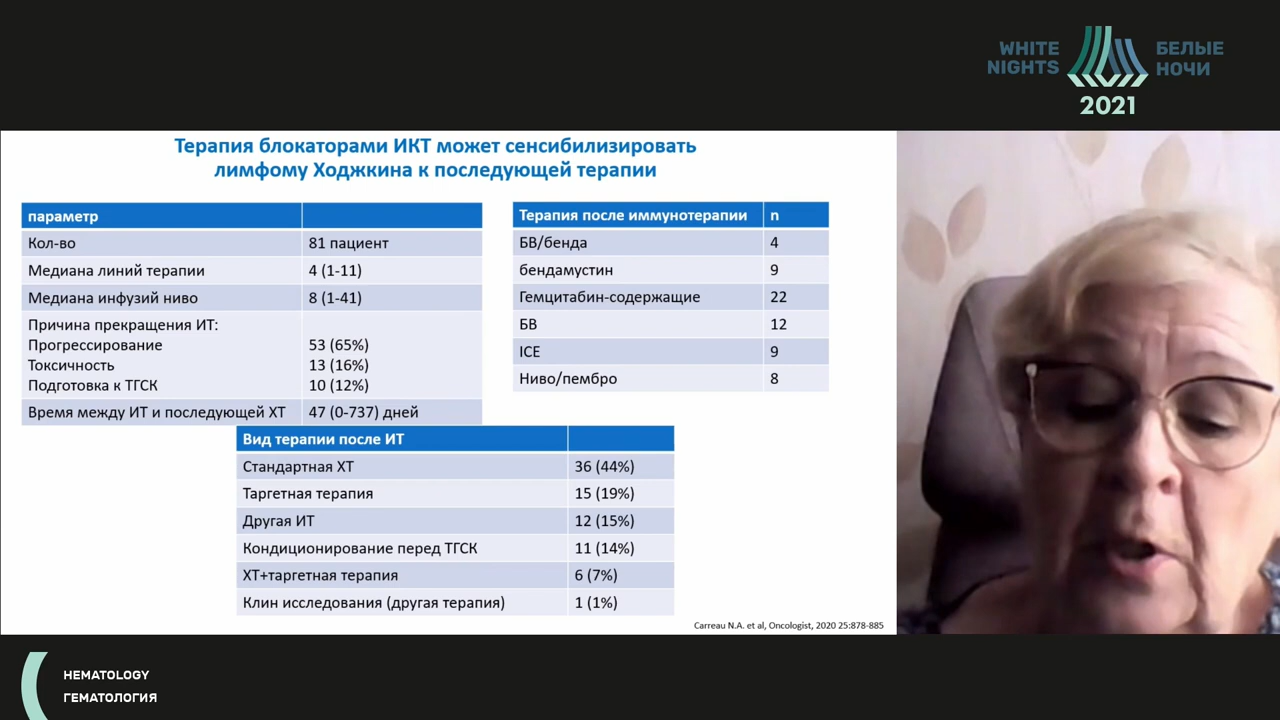 WHITE
NIGHTS
БЕЛЫЕ
НОЧИ
2021
Терапия блокаторами ИКТ может сенсибилизировать
лимфому Ходжкина к последующей терапии
параметр
Кол-во 81 пациент
Медиана линий терапии 4 (1-11)
Медиана инфузий ниво 8 (1-41)
Причина прекращения ИТ:
Прогрессирование 53 (65%)
Токсичность 13 (16%)
Подготовка к ТГСК 10 (12%)
Время между ИТ и последующей ХТ 47 (0-737) дней
Терапия после иммунотерапии n
БВ/бенда 4
бендамустин 9
Гемцитабин-содержащие 22
БВ 12
ICE 9
Ниво/пембро 8
Вид терапии после ИТ
Стандартная ХТ 36 (44%)
Таргетная терапия 15 (19%)
Другая ИТ 12 (15%)
Кондиционирование перед ТГСК 11 (14%)
ХТ+таргетная терапия 6 (7%)
Клин исследования (другая терапия) 1 (1%)
Carreau N.A. et al, Oncologist, 2020 25:878-885
HEMATOLOGY
ГЕМАТОЛОГИЯ